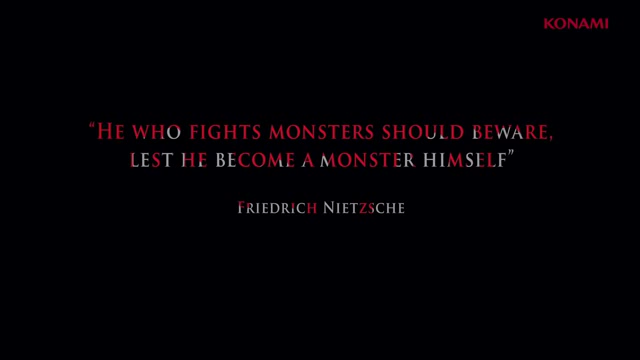 KONAMI
“HE WHO FIGHTS MONSTERS SHOULD BEWARE,
LEST HE BECOME A MONSTER HIMSELF”
FRIEDRICH NIETZSCHE